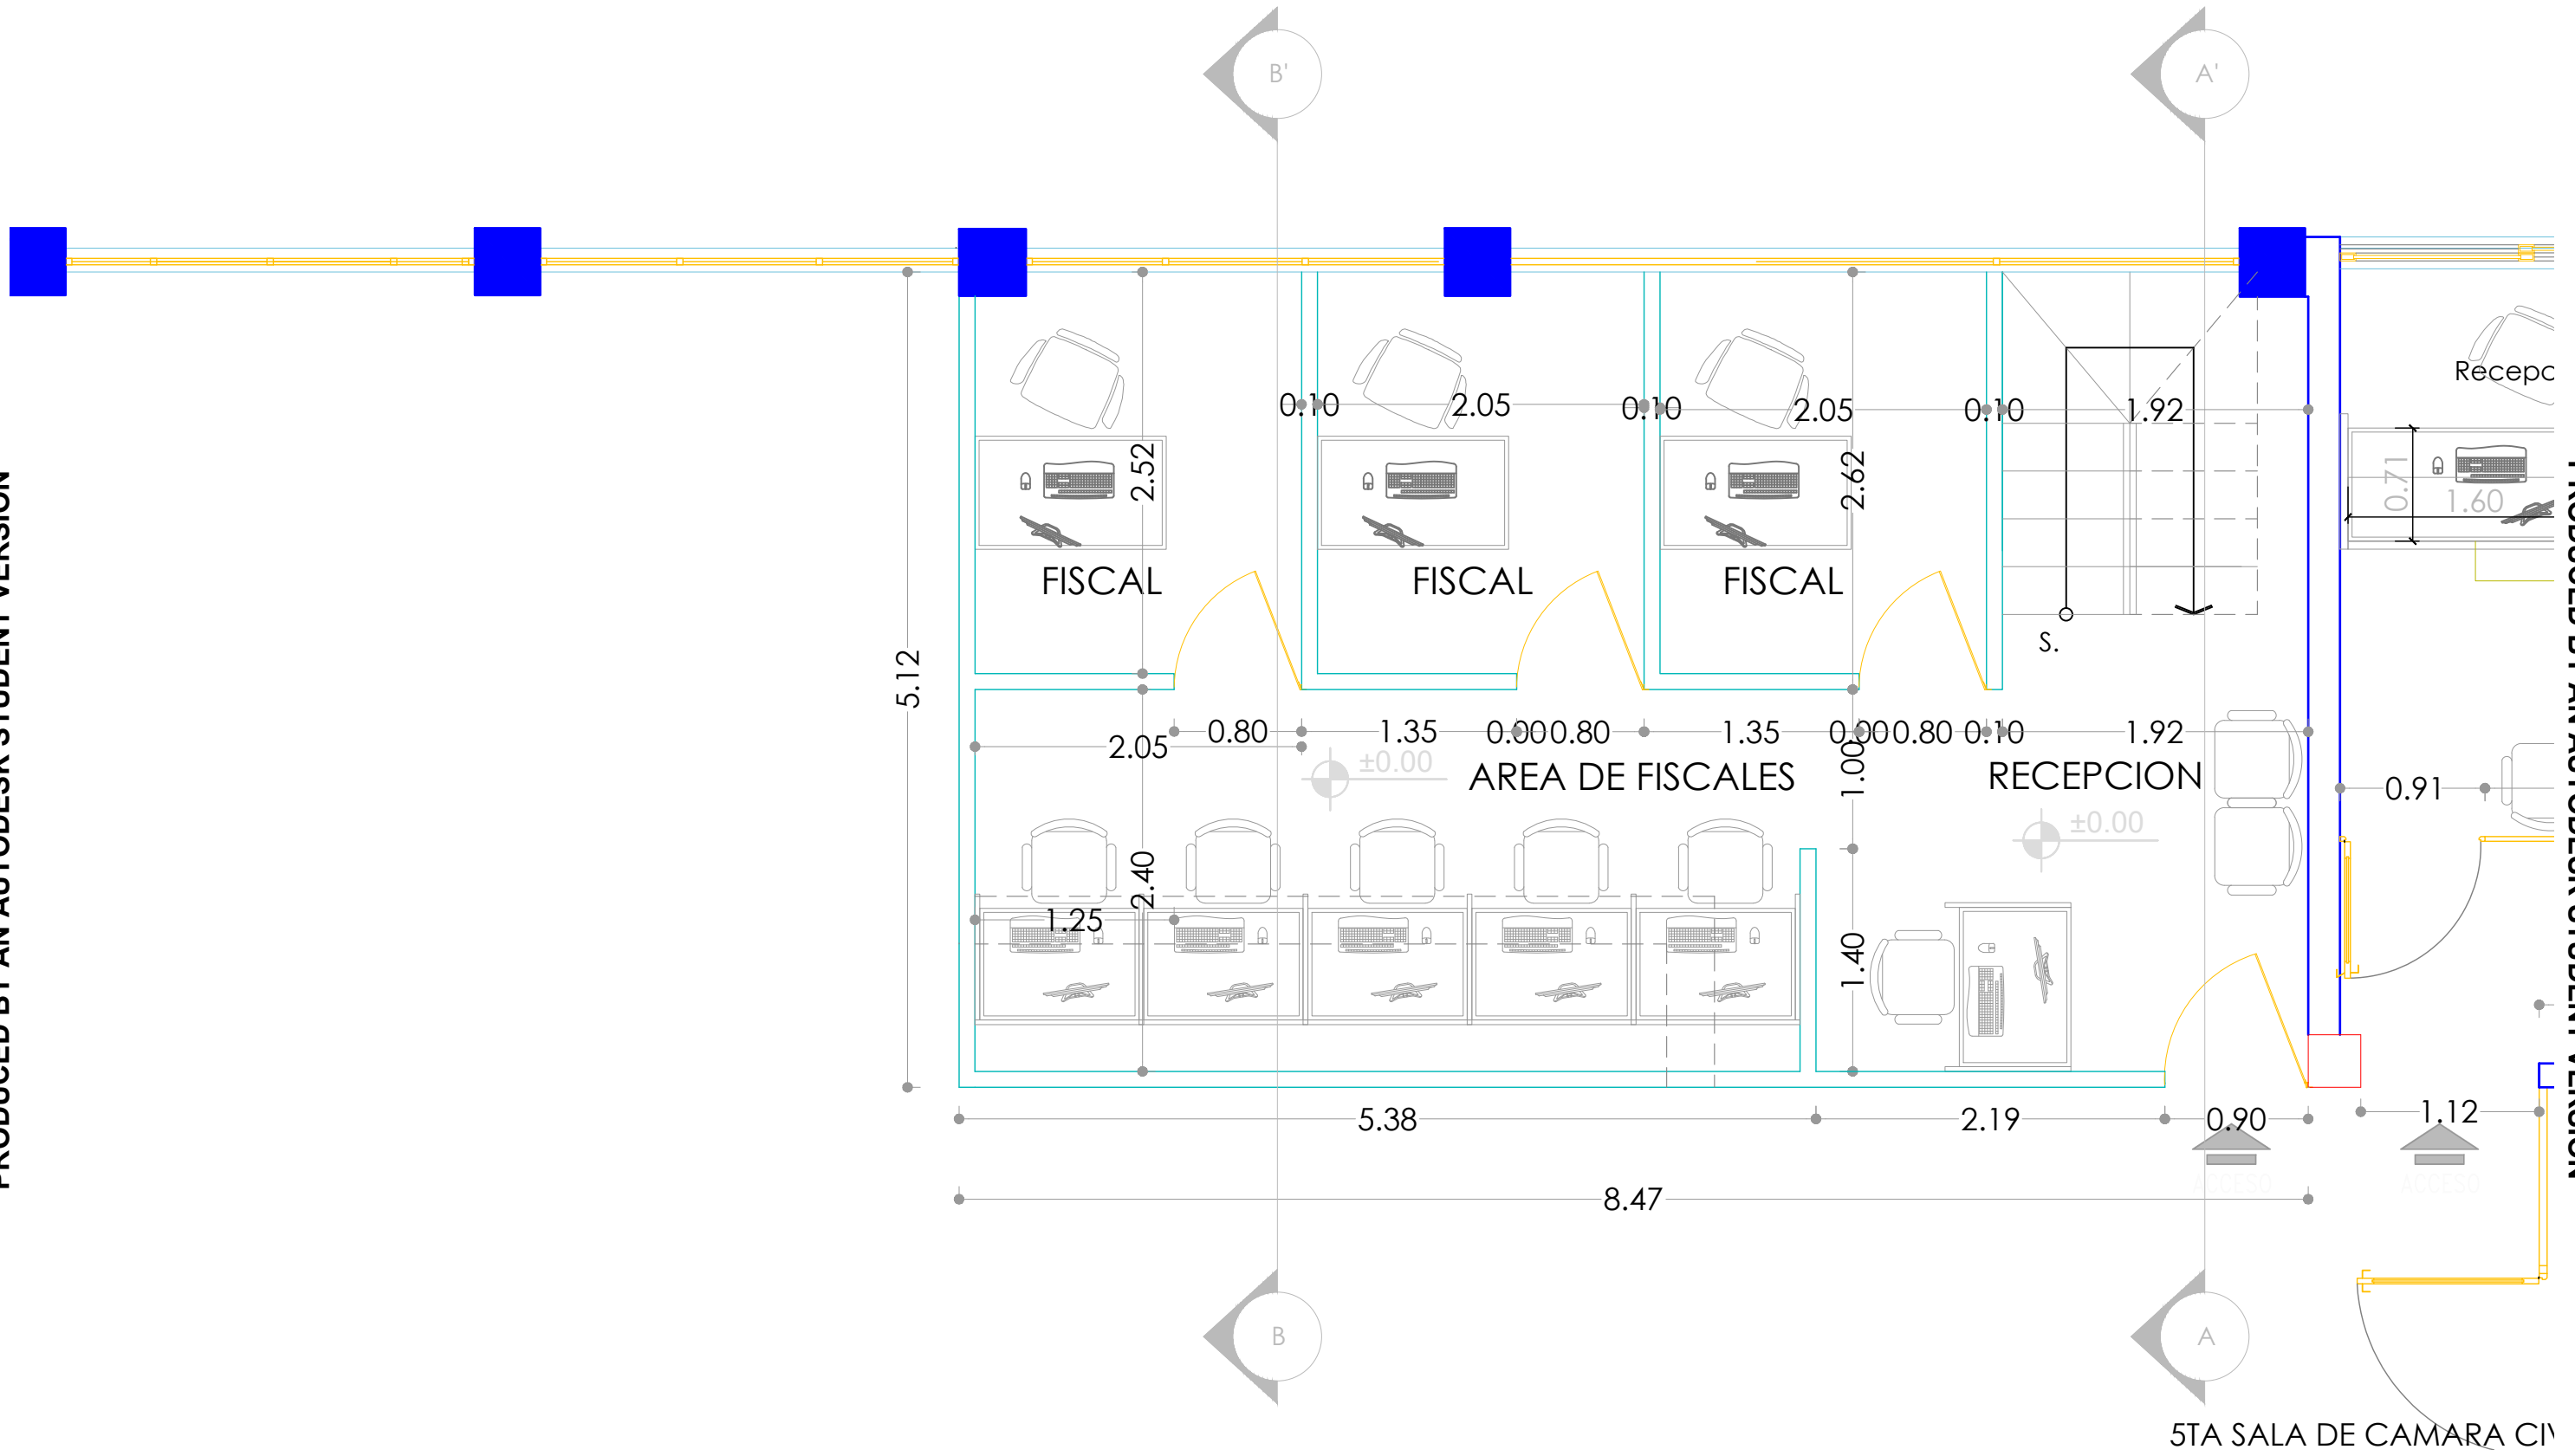 B'
A'
Recepc
0.10
2.05
0.10
2.05
0.10
1.92
2.52
2.62
0.71
1.60
FISCAL
FISCAL
FISCAL
S.
5.12
0.80
1.35
0.00
0.80
1.35
0.00
0.80
0.10
1.92
2.05
±0.00
AREA DE FISCALES
1.00
RECEPCION
0.91
±0.00
2.40
1.25
1.40
5.38
2.19
0.90
1.12
ACCESO
ACCESO
8.47
B
A
5TA SALA DE CAMARA CIV
PRODUCED BY AN AUTODESK STUDENT VERSION
PRODUCED BY AN AUTODESK STUDENT VERSION